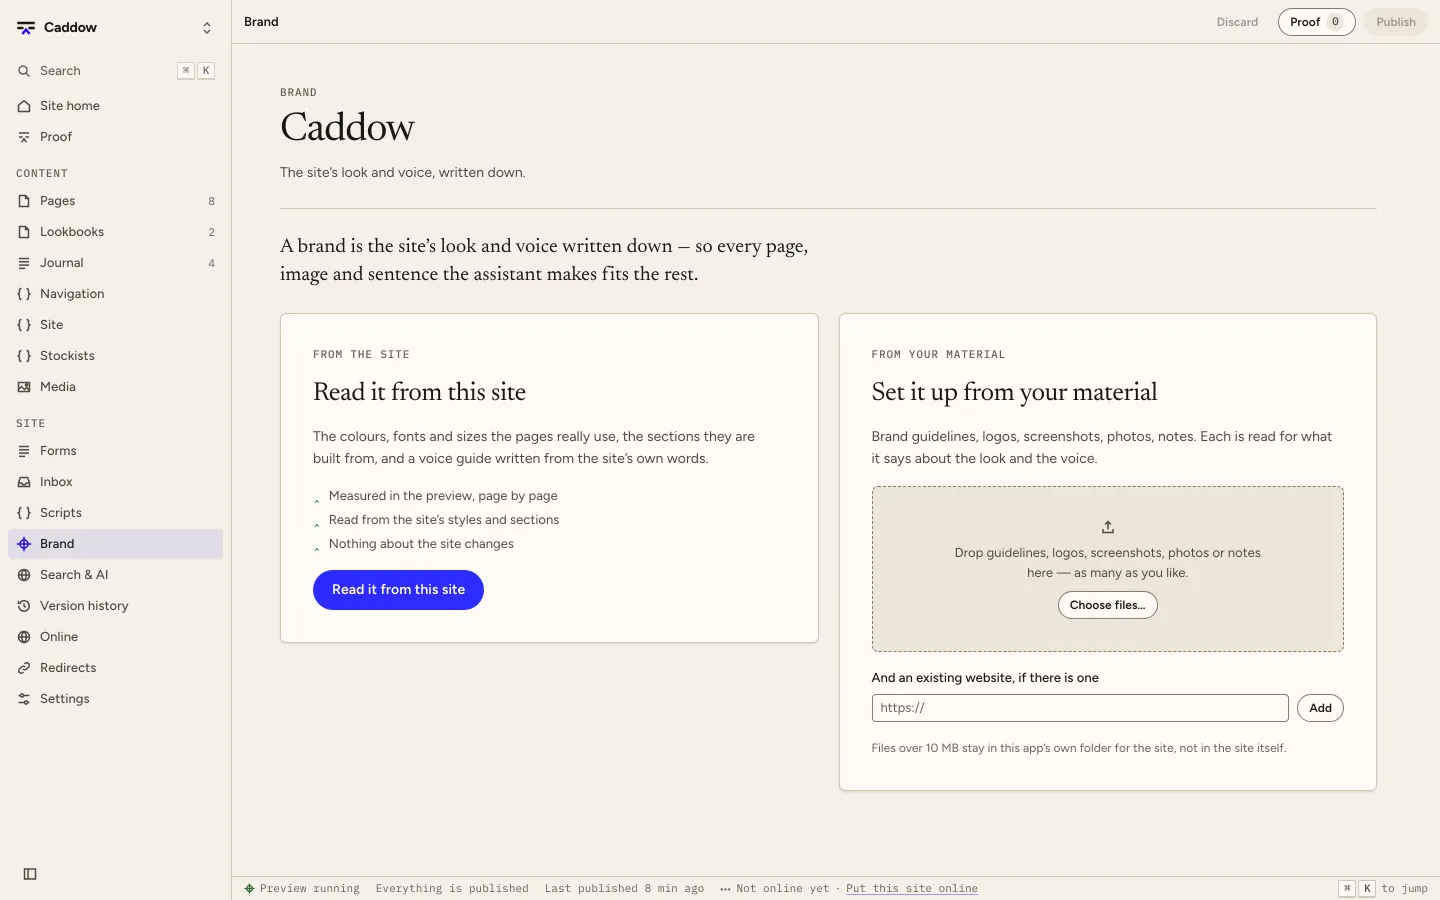 Caddow
Search ⌘ K
Site home
Proof
CONTENT
Pages 8
Lookbooks 2
Journal 4
Navigation
Site
Stockists
Media
SITE
Forms
Inbox
Scripts
Brand
Search & AI
Version history
Online
Redirects
Settings
Brand
Discard
Proof 0
Publish
BRAND
Caddow
The site’s look and voice, written down.
A brand is the site’s look and voice written down — so every page,
image and sentence the assistant makes fits the rest.
FROM THE SITE
Read it from this site
The colours, fonts and sizes the pages really use, the sections they are
built from, and a voice guide written from the site’s own words.
Measured in the preview, page by page
Read from the site’s styles and sections
Nothing about the site changes
Read it from this site
FROM YOUR MATERIAL
Set it up from your material
Brand guidelines, logos, screenshots, photos, notes. Each is read for what
it says about the look and the voice.
Drop guidelines, logos, screenshots, photos or notes
here — as many as you like.
Choose files…
And an existing website, if there is one
https://
Add
Files over 10 MB stay in this app’s own folder for the site, not in the site itself.
Preview running
Everything is published
Last published 8 min ago
Not online yet · Put this site online
⌘ K to jump